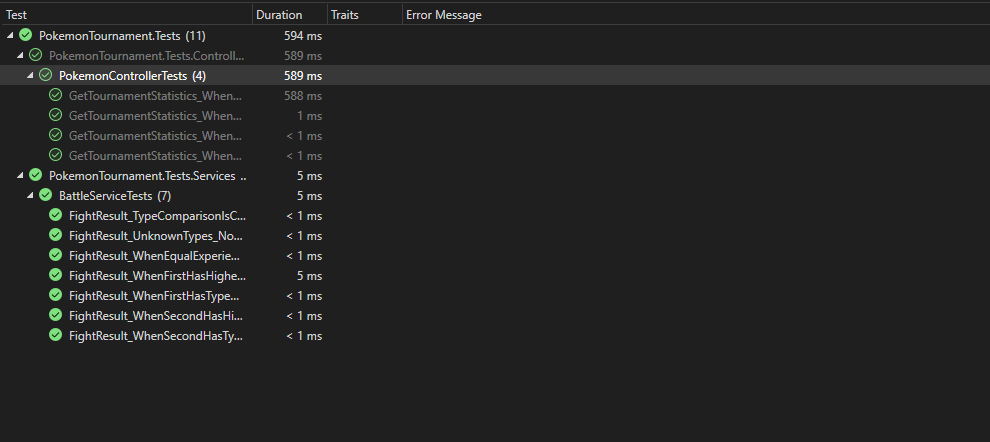 Test Duration Traits Error Message
PokemonTournament.Tests (11) 594 ms
PokemonTournament.Tests.Controll... 589 ms
PokemonControllerTests (4) 589 ms
GetTournamentStatistics_When... 588 ms
GetTournamentStatistics_When... 1 ms
GetTournamentStatistics_When... < 1 ms
GetTournamentStatistics_When... < 1 ms
PokemonTournament.Tests.Services .. 5 ms
BattleServiceTests (7) 5 ms
FightResult_TypeComparisonIsC... < 1 ms
FightResult_UnknownTypes_No... < 1 ms
FightResult_WhenEqualExperie... < 1 ms
FightResult_WhenFirstHasHighe... 5 ms
FightResult_WhenFirstHasType... < 1 ms
FightResult_WhenSecondHasHi... < 1 ms
FightResult_WhenSecondHasTy... < 1 ms